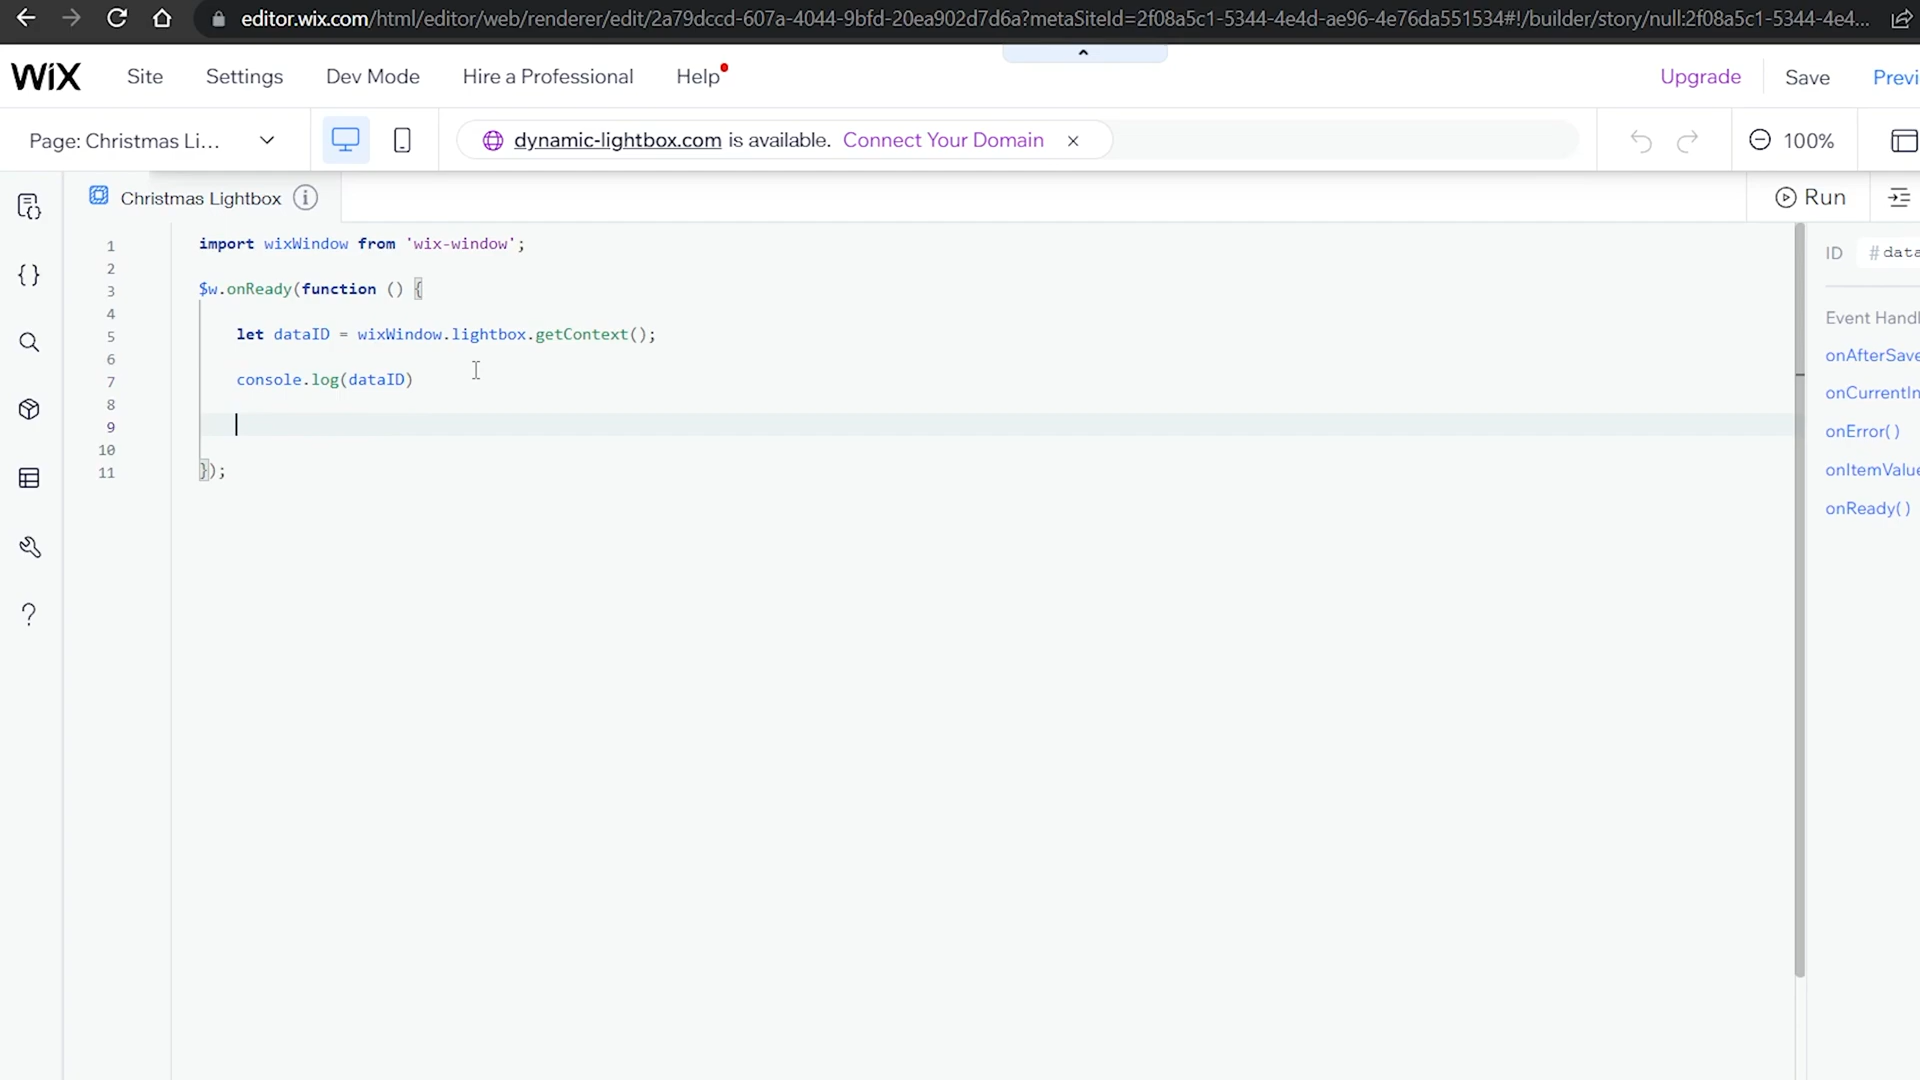 editor.wix.com/html/editor/web/renderer/edit/2a79dccd-607a-4044-9bfd-20ea902d7d6a?metaSiteId=2f08a5c1-5344-4e4d-ae96-4e76da551534#!/builder/story/null:2f08a5c1-5344-4e4...
WiX Site Settings Dev Mode Hire a Professional Help Upgrade Save Previ
Page: Christmas Li... dynamic-lightbox.com is available. Connect Your Domain × 100%
Christmas Lightbox i Run
1 import wixWindow from 'wix-window';
2
3 $w.onReady(function () {
4
5 let dataID = wixWindow.lightbox.getContext();
6
7 console.log(dataID)
8
9
10
11 });
ID #data
Event Handl
onAfterSave
onCurrentIn
onError()
onItemValue
onReady()